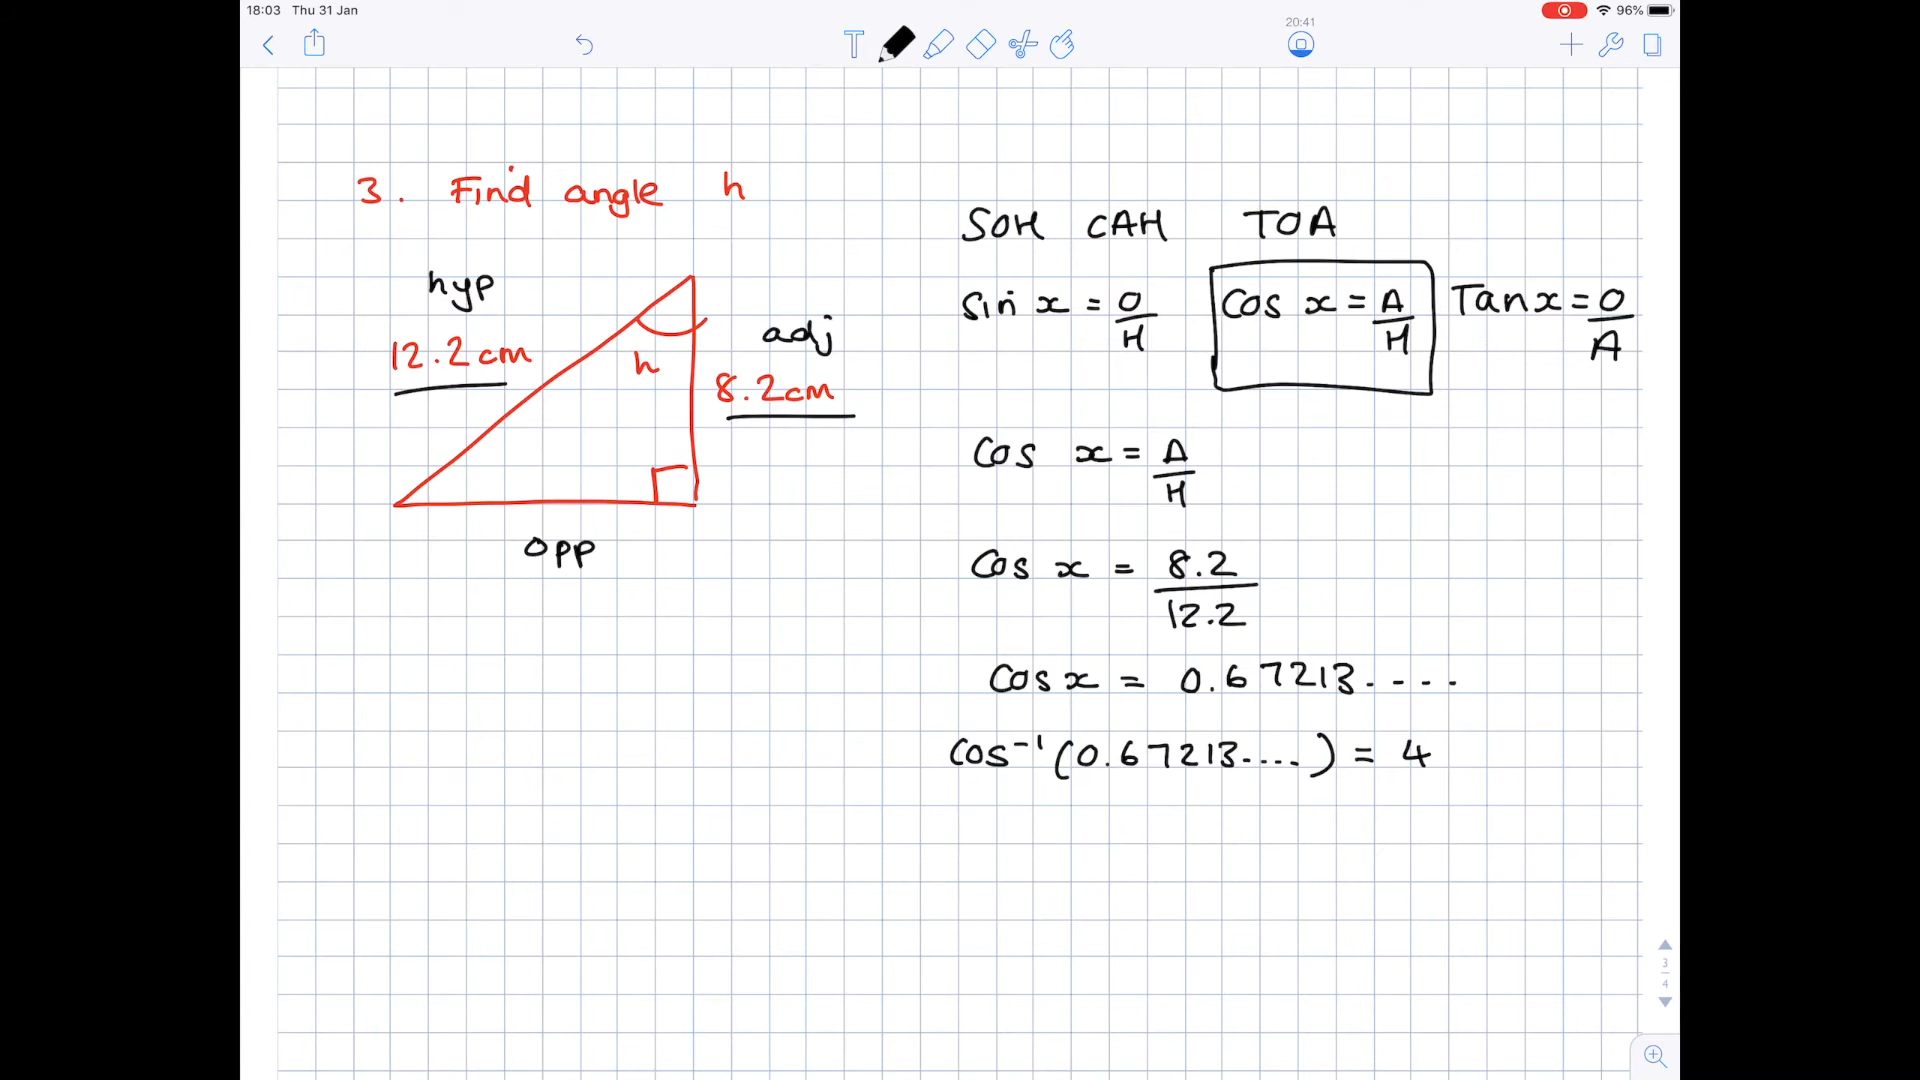 18:03 Thu 31 Jan
96%
20:41
T
3. Find angle h
hyp
12.2cm
h
adj
8.2cm
opp
SOH CAH TOA
Sin x = O/H
Cos x = A/H
Tan x = O/A
Cos x = A/H
Cos x = 8.2/12.2
Cos x = 0.67213....
Cos⁻¹(0.67213....) = 4
3
4